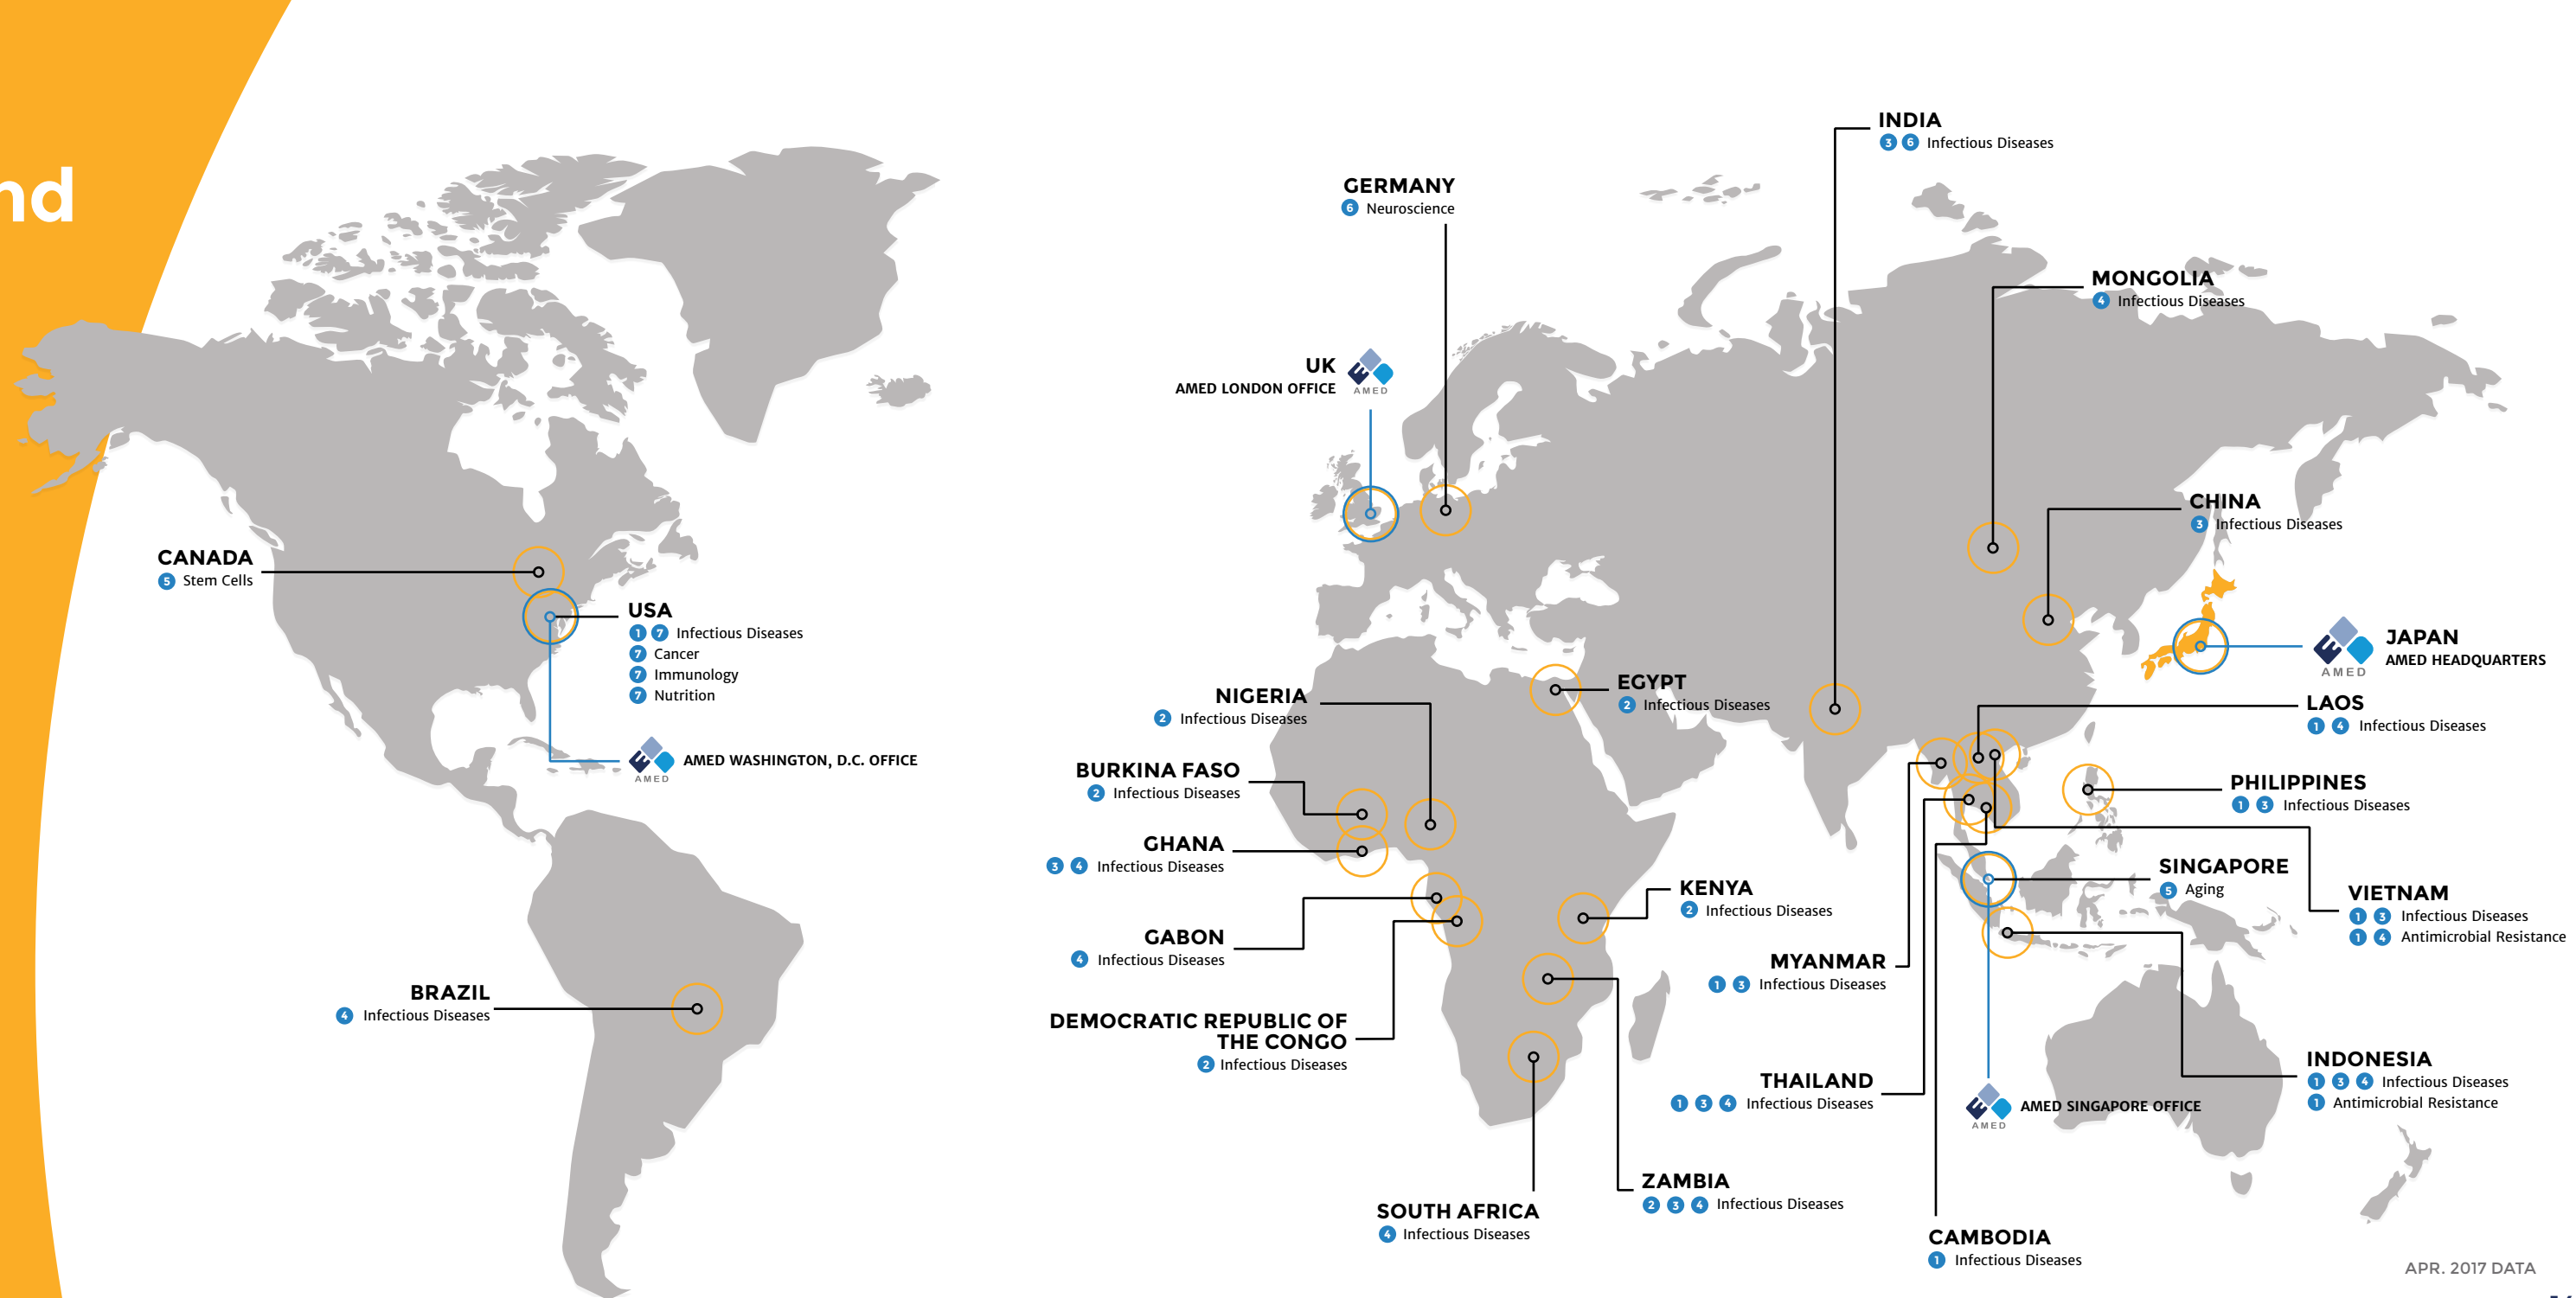 nd
CANADA
5 Stem Cells
USA
1 7 Infectious Diseases
7 Cancer
7 Immunology
7 Nutrition
AMED
AMED WASHINGTON, D.C. OFFICE
BRAZIL
4 Infectious Diseases
GERMANY
6 Neuroscience
UK
AMED LONDON OFFICE
AMED
NIGERIA
2 Infectious Diseases
BURKINA FASO
2 Infectious Diseases
GHANA
3 4 Infectious Diseases
GABON
4 Infectious Diseases
DEMOCRATIC REPUBLIC OF
THE CONGO
2 Infectious Diseases
EGYPT
2 Infectious Diseases
KENYA
2 Infectious Diseases
SOUTH AFRICA
4 Infectious Diseases
ZAMBIA
2 3 4 Infectious Diseases
INDIA
3 6 Infectious Diseases
MONGOLIA
4 Infectious Diseases
CHINA
3 Infectious Diseases
AMED
JAPAN
AMED HEADQUARTERS
LAOS
1 4 Infectious Diseases
PHILIPPINES
1 3 Infectious Diseases
SINGAPORE
5 Aging
VIETNAM
1 3 Infectious Diseases
1 4 Antimicrobial Resistance
MYANMAR
1 3 Infectious Diseases
THAILAND
1 3 4 Infectious Diseases
AMED
AMED SINGAPORE OFFICE
INDONESIA
1 3 4 Infectious Diseases
1 Antimicrobial Resistance
CAMBODIA
1 Infectious Diseases
APR. 2017 DATA